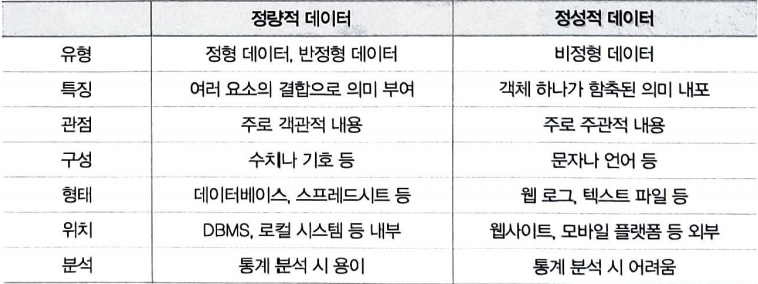 정량적 데이터 정성적 데이터
유형 정형 데이터, 반정형 데이터 비정형 데이터
특징 여러 요소의 결합으로 의미 부여 객체 하나가 함축된 의미 내포
관점 주로 객관적 내용 주로 주관적 내용
구성 수치나 기호 등 문자나 언어 등
형태 데이터베이스, 스프레드시트 등 웹 로그, 텍스트 파일 등
위치 DBMS, 로컬 시스템 등 내부 웹사이트, 모바일 플랫폼 등 외부
분석 통계 분석 시 용이 통계 분석 시 어려움